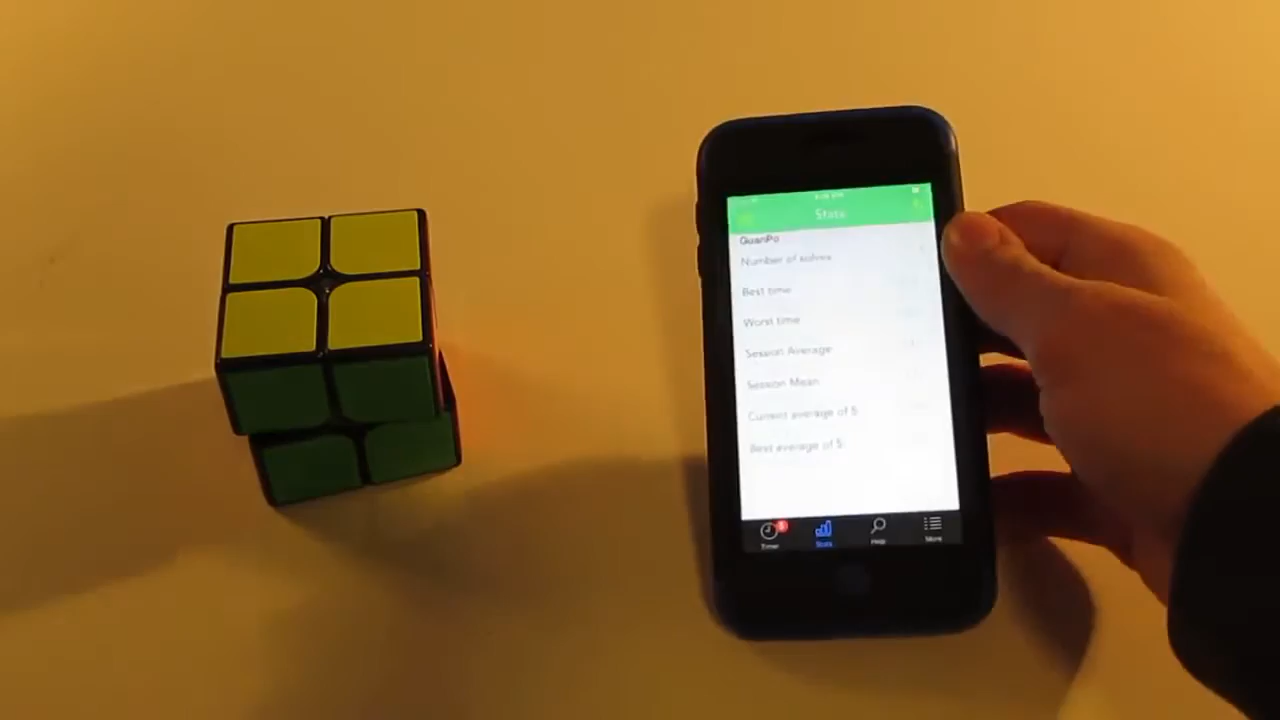 Stats
GuanPo
Number of solves
Best time
Worst time
Session Average
Session Mean
Current average of 5
Best average of 5
Timer
Stats
Help
More